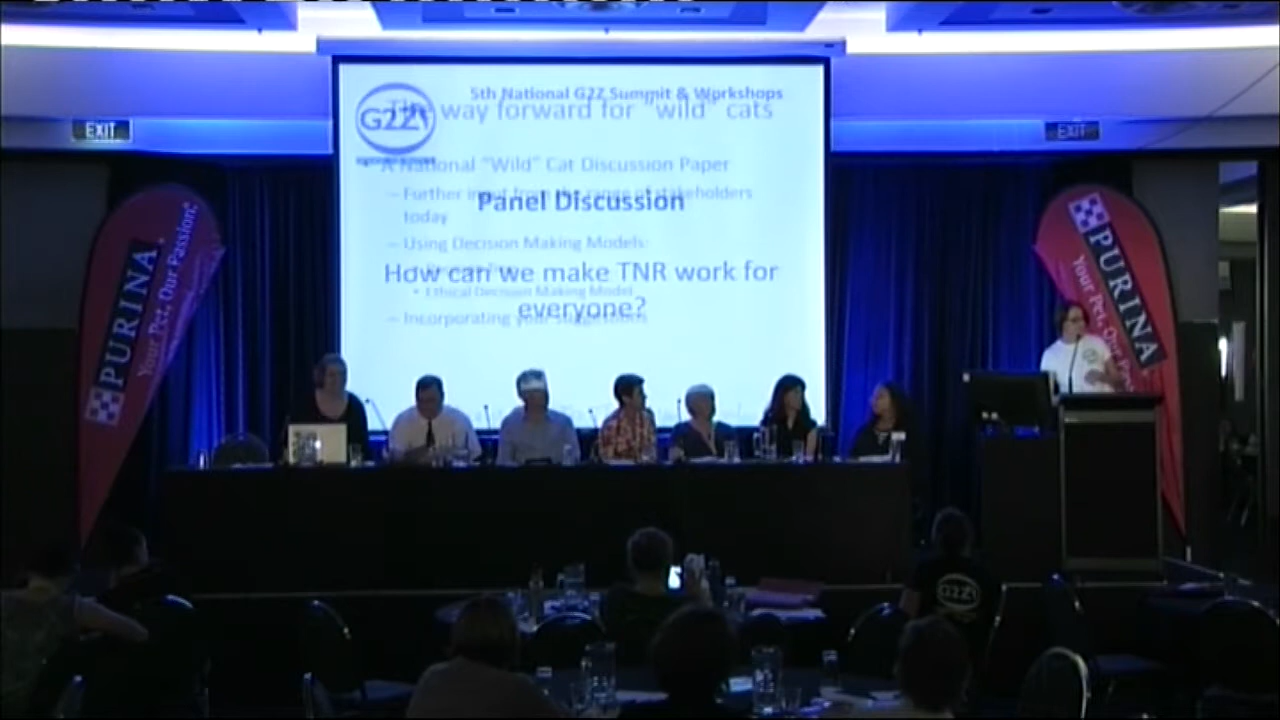 5th National G2Z Summit & Workshops
The way forward for "wild" cats
G2Z
EXIT
EXIT
• A National "Wild" Cat Discussion Paper
– Further input from the range of stakeholders
today
Panel Discussion
– Using Decision Making Models:
How can we make TNR work for
• Ethical Decision Making Model
everyone?
– Incorporating your
PURINA
Your Pet, Our Passion.
PURINA
Your Pet, Our
G2Z
G2Z